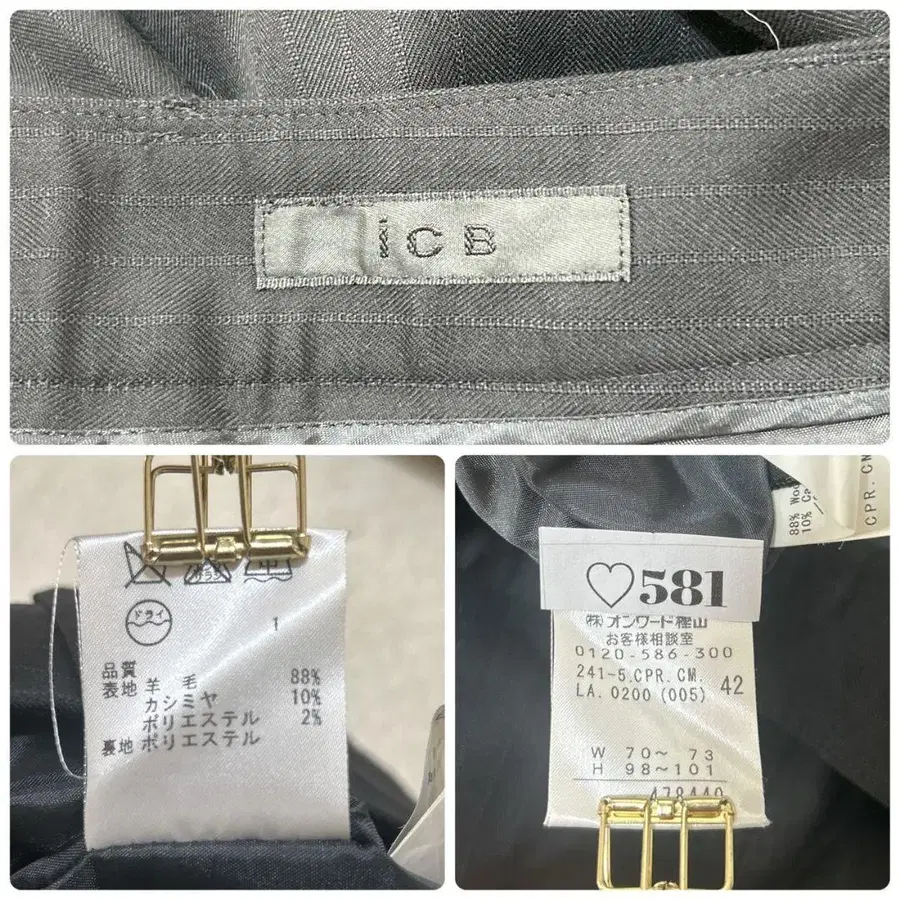 iCB
88% Woo
10% Ca
CPR.CM
ドライ
1
品質
表地 羊 毛 88%
カシミヤ 10%
ポリエステル 2%
裏地 ポリエステル
♡581
㈱オンワード樫山
お客様相談室
0120-586-300
241-5.CPR.CM.
LA.0200 (005) 42
W 70〜 73
H 98〜101
478440